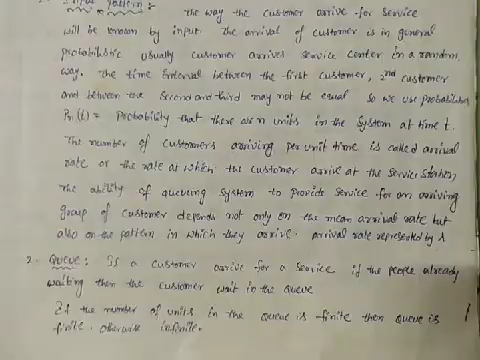 Input pattern: the way the customer arrive for service
will be known by input. The arrival of customer is in general
probabilistic usually customer arrives service center in a random
way. The time interval between the first customer, 2nd customer
and between the second and third may not be equal so we use probabilities
Pn(t) = Probability that there are n units in the system at time t.
The number of customers arriving per unit time is called arrival
rate or the rate at which the customer arrive at the service station,
The ability of queuing system to provide service for an arriving
group of customer depends not only on the mean arrival rate but
also on the pattern in which they arrive. arrival rate represented by λ
2. Queue: If a customer arrive for a service if the people already
waiting then the customer wait in the queue
If the number of units in the queue is finite then queue is
finite. otherwise infinite.